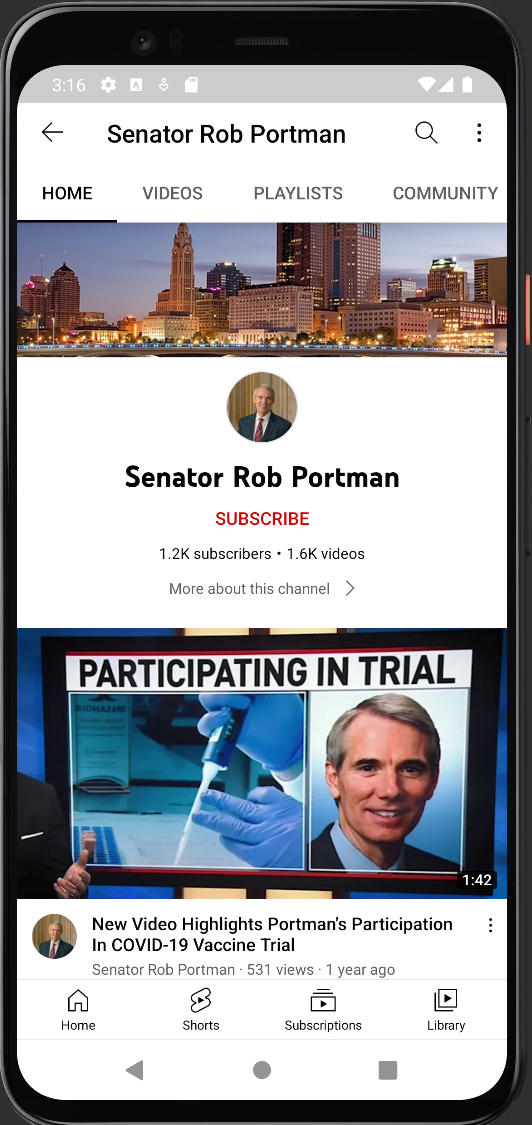 3:16
Senator Rob Portman
HOME VIDEOS PLAYLISTS COMMUNITY
Senator Rob Portman
SUBSCRIBE
1.2K subscribers • 1.6K videos
More about this channel
PARTICIPATING IN TRIAL
BIOHAZARD
1:42
New Video Highlights Portman's Participation
In COVID-19 Vaccine Trial
Senator Rob Portman · 531 views · 1 year ago
Home Shorts Subscriptions Library